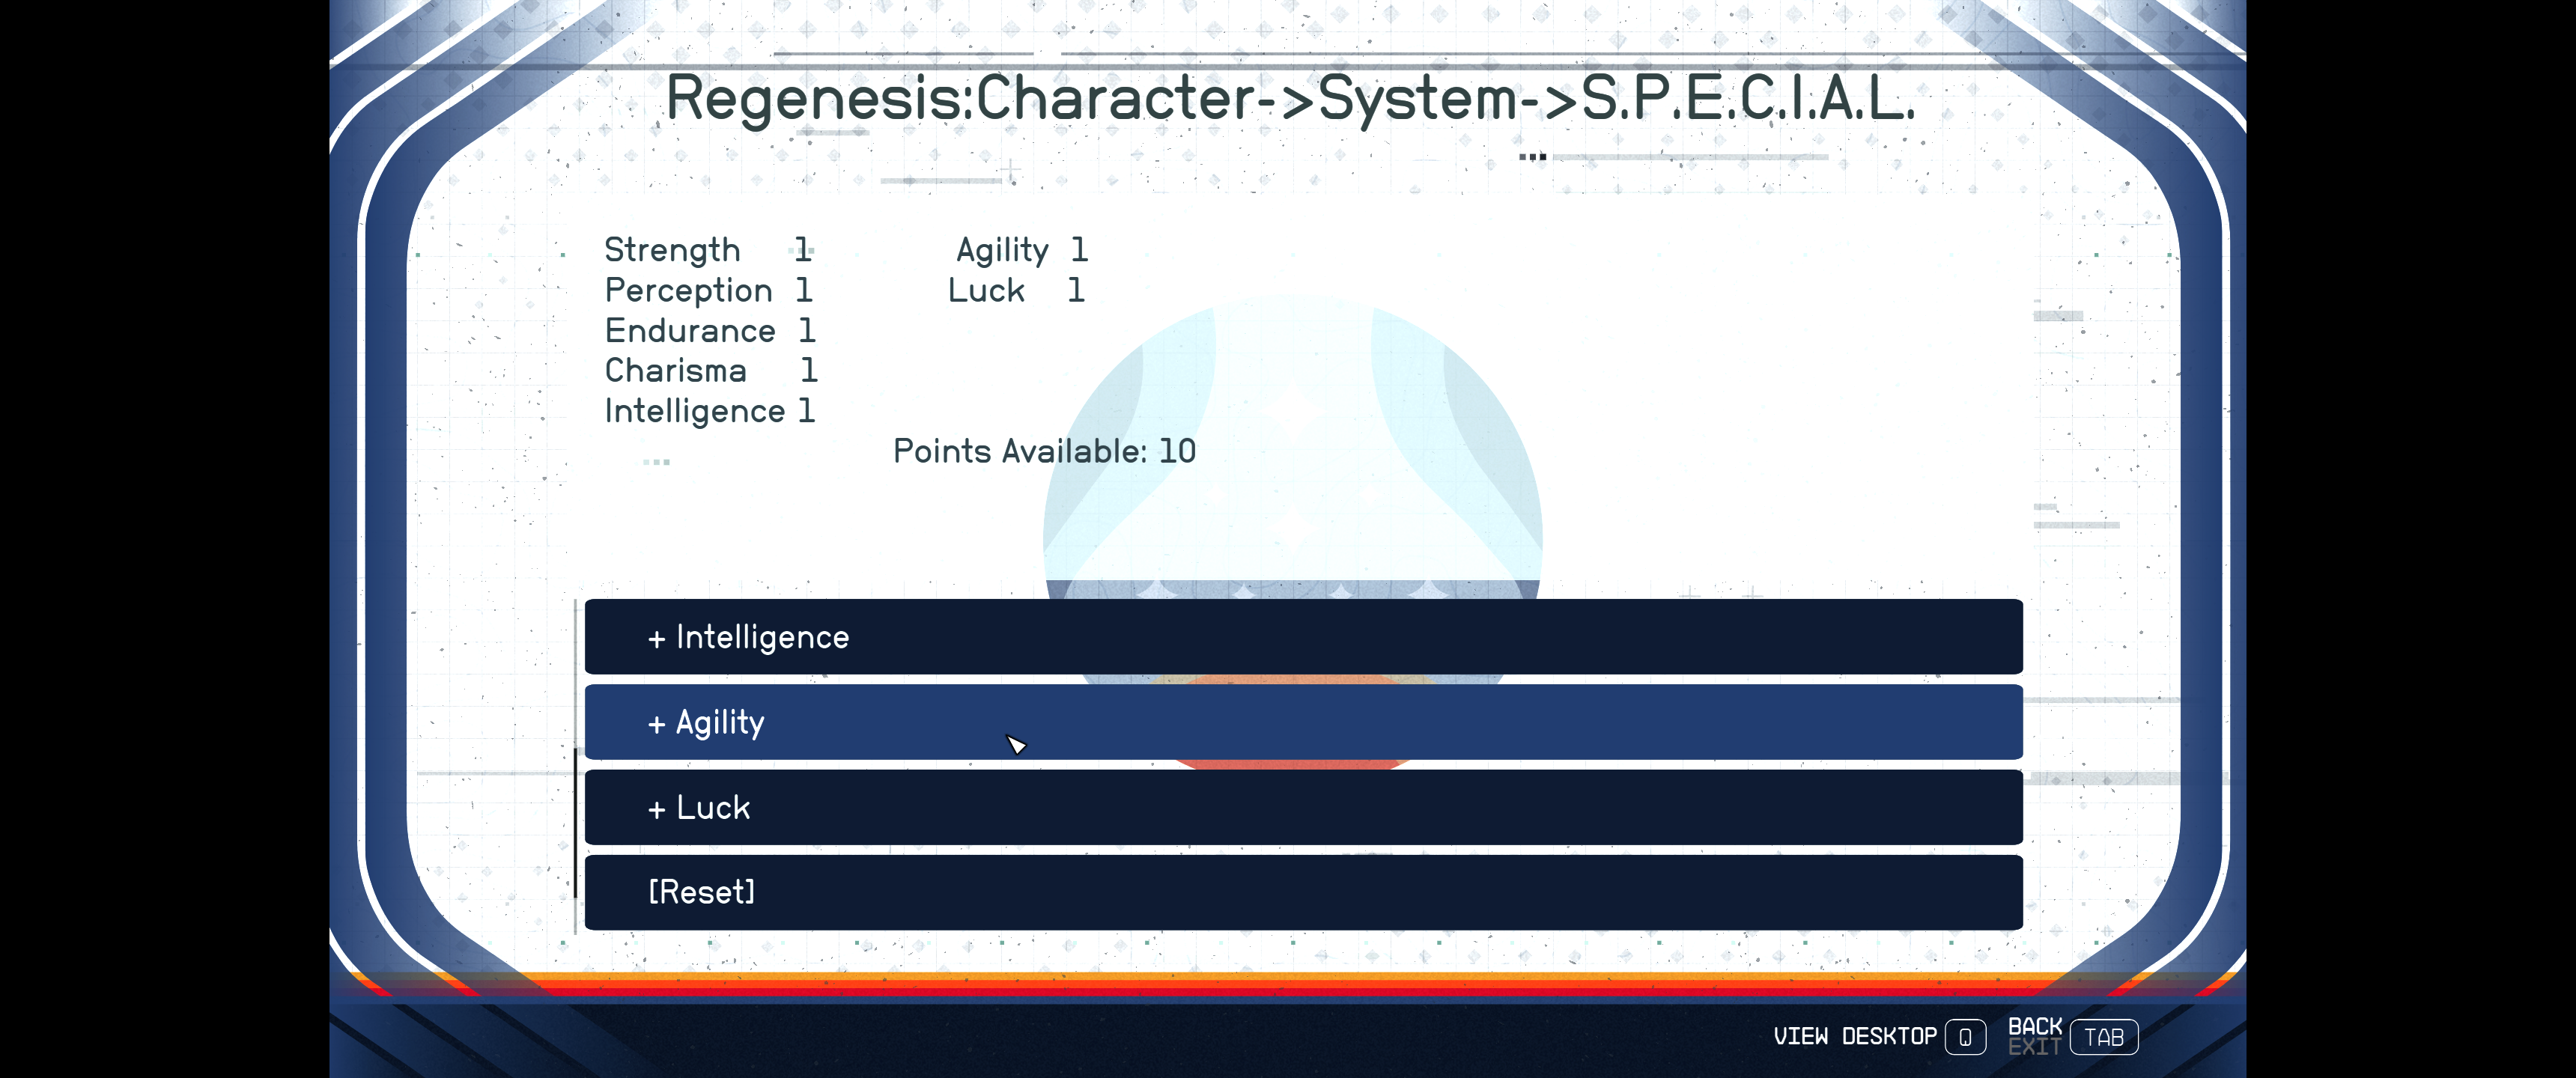 Regenesis:Character->System->S.P.E.C.I.A.L.
Strength 1 Agility 1
Perception 1 Luck 1
Endurance 1
Charisma 1
Intelligence 1
Points Available: 10
+ Intelligence
+ Agility
+ Luck
[Reset]
VIEW DESKTOP Q BACK TAB
EXIT